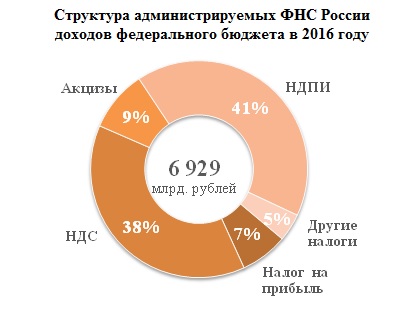 Структура администрируемых ФНС России
доходов федерального бюджета в 2016 году
Акцизы
НДПИ
9%
41%
6 929
млрд. рублей
НДС
38%
7%
5%
Другие
налоги
Налог на
прибыль